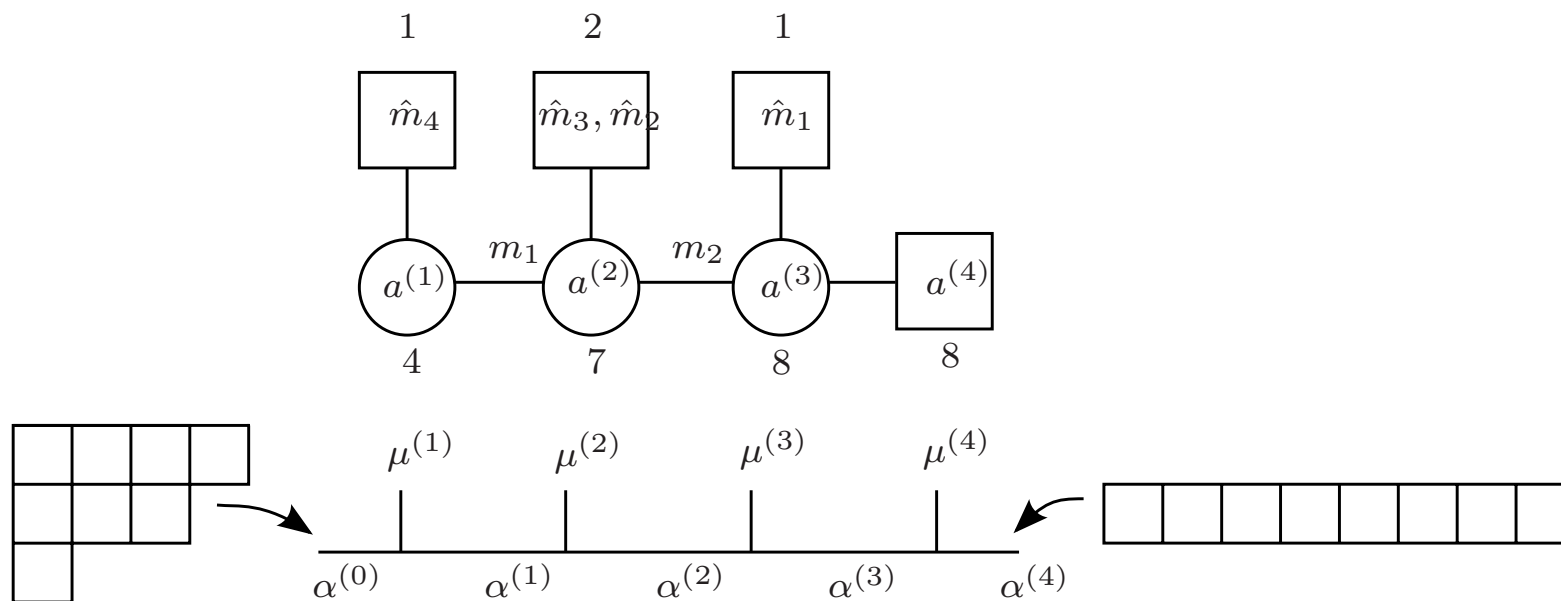 1 2 1
m̂₄ m̂₃, m̂₂ m̂₁
m₁ m₂
a⁽¹⁾ a⁽²⁾ a⁽³⁾ a⁽⁴⁾
4 7 8 8
μ⁽¹⁾ μ⁽²⁾ μ⁽³⁾ μ⁽⁴⁾
α⁽⁰⁾ α⁽¹⁾ α⁽²⁾ α⁽³⁾ α⁽⁴⁾